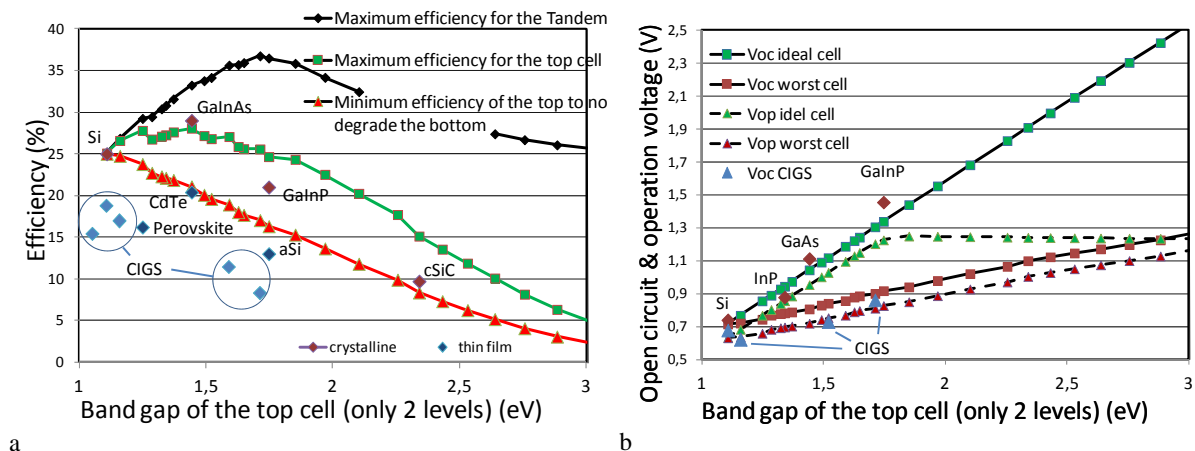 a
40
35
30
25
20
15
10
5
0
Efficiency (%)
Maximum efficiency for the Tandem
Maximum efficiency for the top cell
Minimum efficiency of the top to no
degrade the bottom
GaInAs
Si
GaInP
CdTe
Perovskite
aSi
CIGS
cSiC
crystalline
thin film
1
1,5
2
2,5
3
Band gap of the top cell (only 2 levels) (eV)
a
b
Open circuit & operation voltage (V)
2,5
2,3
2,1
1,9
1,7
1,5
1,3
1,1
0,9
0,7
0,5
Voc ideal cell
Voc worst cell
Vop idel cell
Vop worst cell
Voc CIGS
GaInP
GaAs
InP
Si
CIGS
1
1,5
2
2,5
3
Band gap of the top cell (only 2 levels) (eV)
b